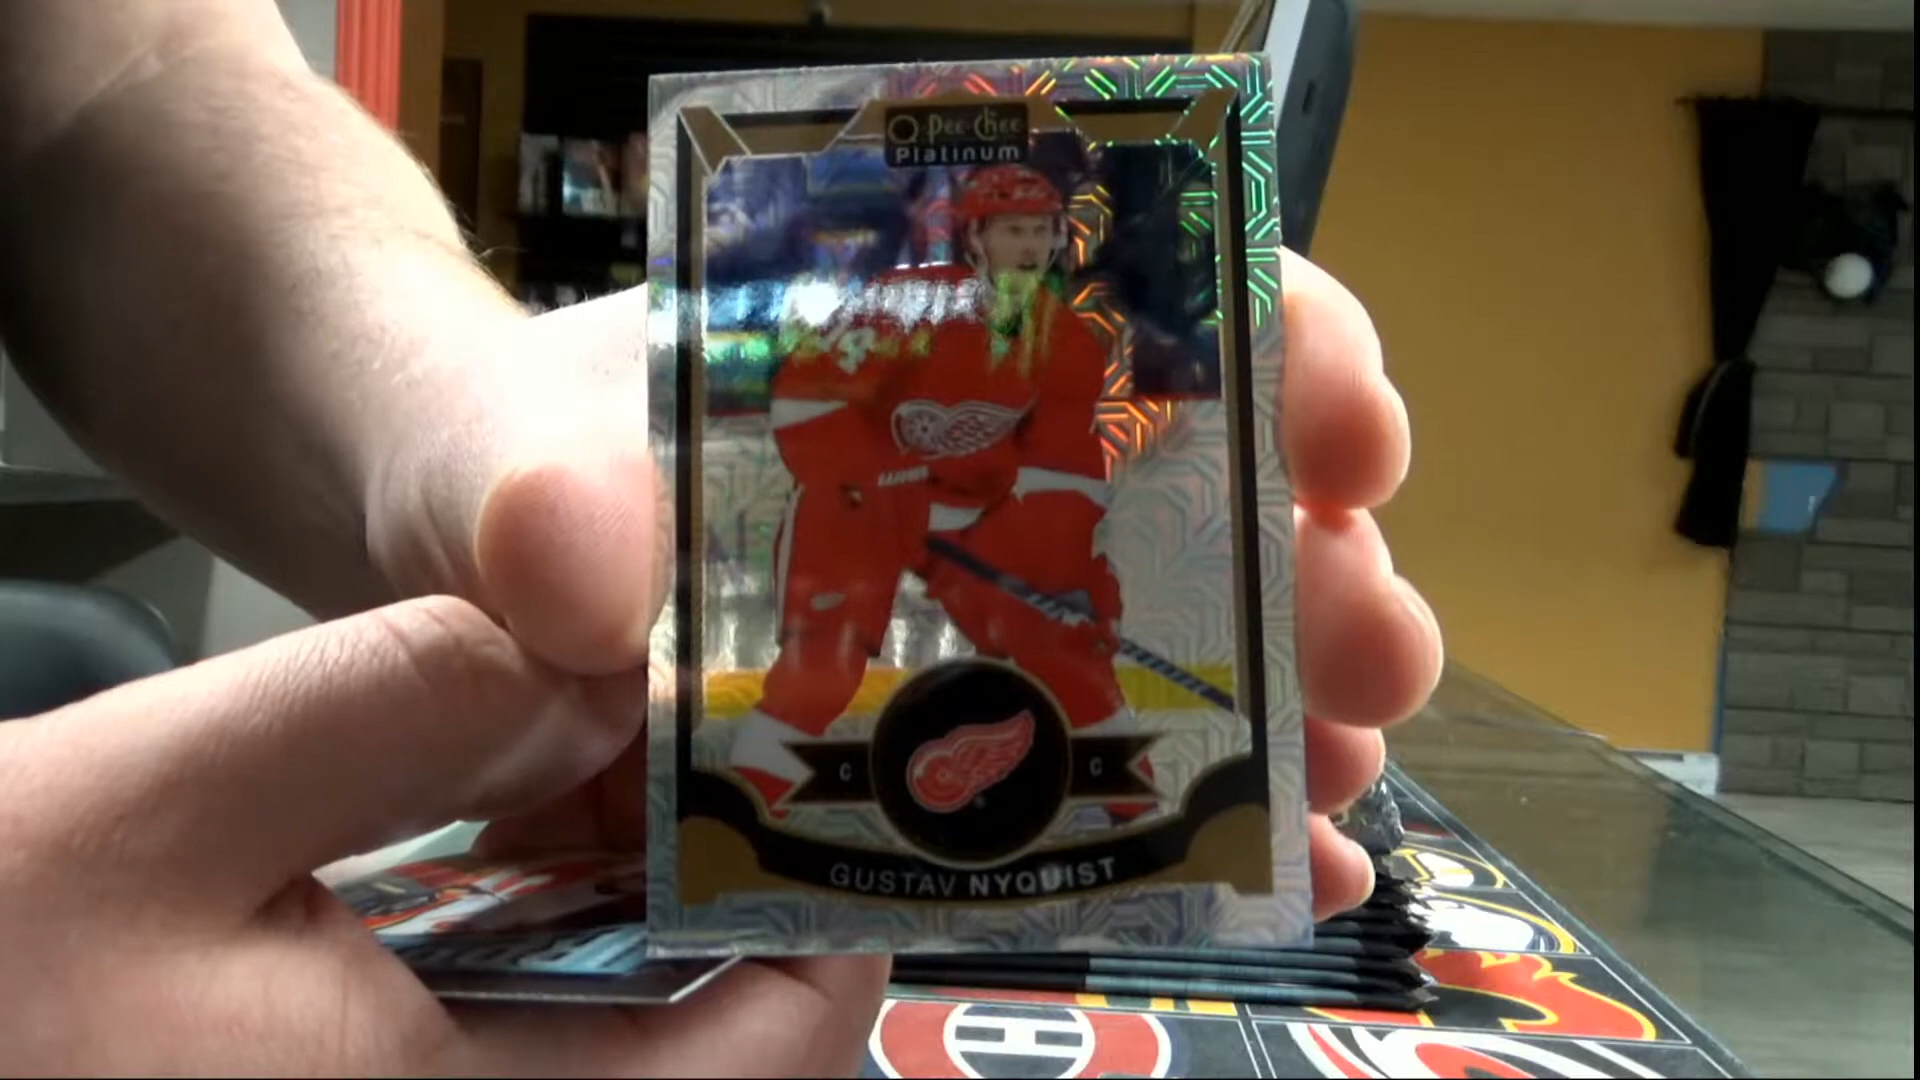 O-Pee-Chee
Platinum
C C
GUSTAV NYQUIST